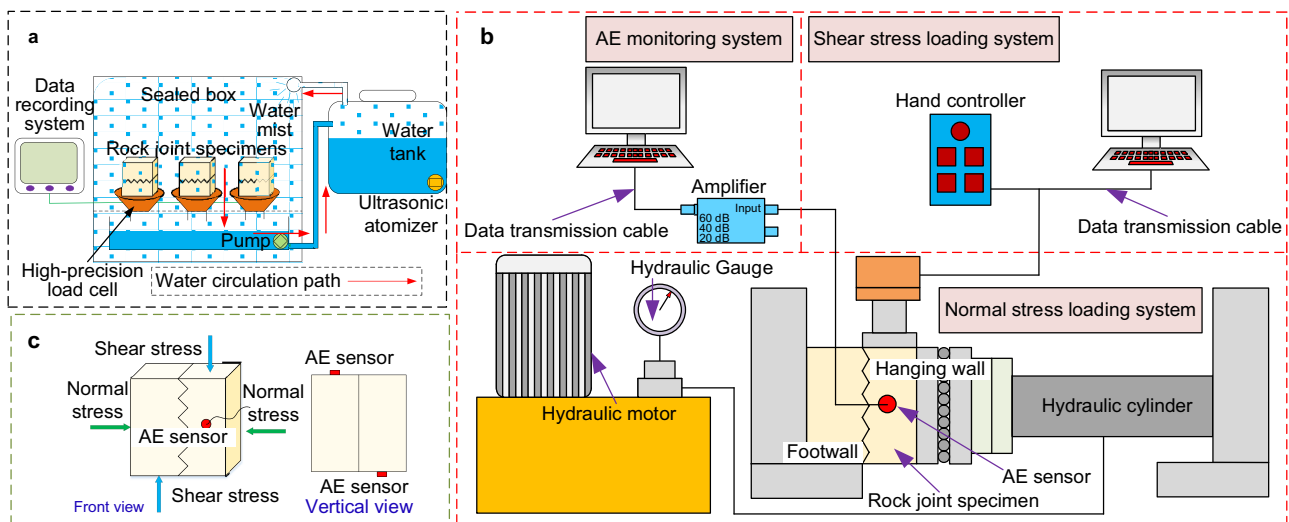 a
Data
recording
system
Sealed box
Water
mist
Water
tank
Rock joint specimens
Ultrasonic
atomizer
Pump
High-precision
load cell
Water circulation path
b
AE monitoring system
Shear stress loading system
Hand controller
Amplifier
Input
60 dB
40 dB
20 dB
Data transmission cable
Data transmission cable
Hydraulic Gauge
Normal stress loading system
Hanging wall
Hydraulic motor
Hydraulic cylinder
Footwall
AE sensor
Rock joint specimen
c
Shear stress
AE sensor
Normal
stress
Normal
stress
AE sensor
Shear stress
AE sensor
Front view
Vertical view